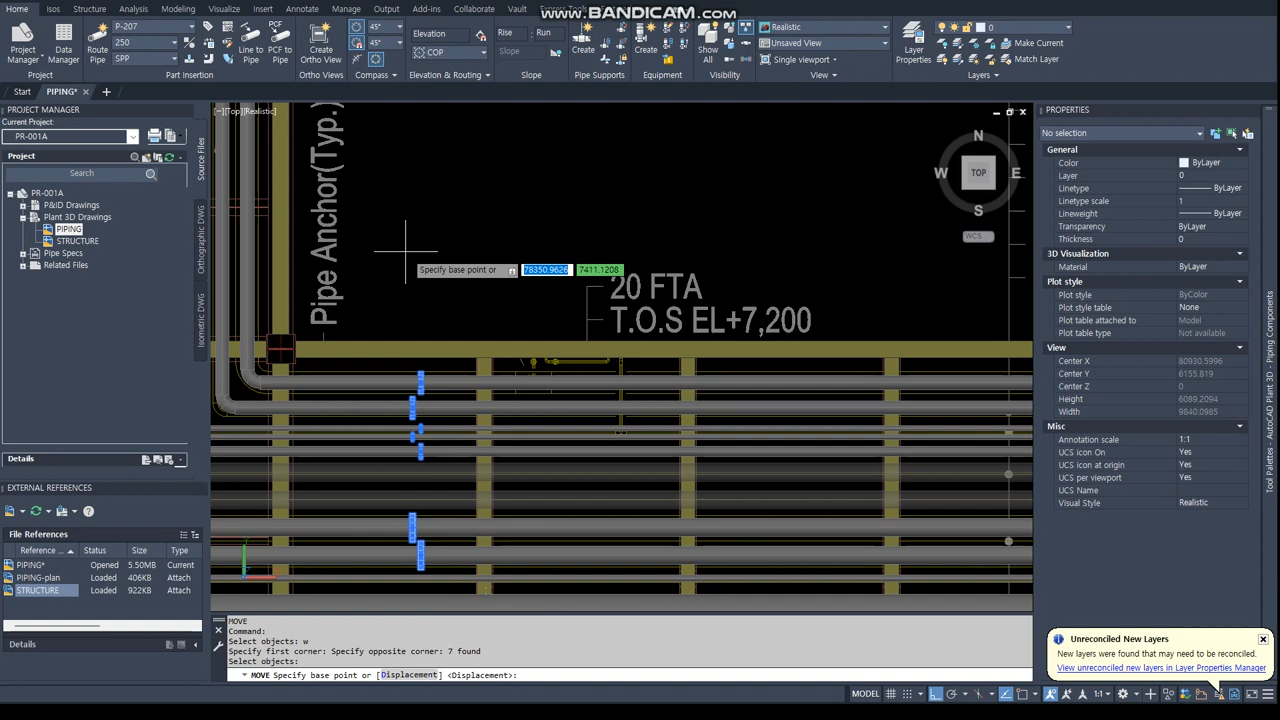 www.BANDICAM.com
Home Isos Structure Analysis Modeling Visualize Insert Annotate Manage Output Add-ins Collaborate Vault Express Tools
Project Manager
Data Manager
Project
Route Pipe
P-207
250
SPP
Line to Pipe
PCF to Pipe
Part Insertion
Create Ortho View
Ortho Views
45°
45°
Compass
Elevation
COP
Elevation & Routing
Rise Run
Slope
Slope
Create
Pipe Supports
Create
Equipment
Show All
Visibility
Realistic
Unsaved View
Single viewport
View
Layer Properties
0
Make Current
Match Layer
Layers
Start PIPING*
PROJECT MANAGER
Current Project:
PR-001A
Project
Search
PR-001A
P&ID Drawings
Plant 3D Drawings
PIPING
STRUCTURE
Pipe Specs
Related Files
Source Files
Orthographic DWG
Isometric DWG
Details
EXTERNAL REFERENCES
File References
Reference ... Status Size Type
PIPING* Opened 5.50MB Current
PIPING-plan Loaded 406KB Attach
STRUCTURE Loaded 922KB Attach
Details
[−][Top][Realistic]
Pipe Anchor(Typ.)
Specify base point or 78350.9626 7411.1208
20 FTA
T.O.S EL+7,200
N
W TOP E
S
WCS
MOVE
Command:
Select objects: w
Specify first corner: Specify opposite corner: 7 found
Select objects:
MOVE Specify base point or [Displacement] <Displacement>:
PROPERTIES
No selection
General
Color ByLayer
Layer 0
Linetype ByLayer
Linetype scale 1
Lineweight ByLayer
Transparency ByLayer
Thickness 0
3D Visualization
Material ByLayer
Plot style
Plot style ByColor
Plot style table None
Plot table attached to Model
Plot table type Not available
View
Center X 80930.5996
Center Y 6155.819
Center Z 0
Height 6089.2094
Width 9840.0985
Misc
Annotation scale 1:1
UCS icon On Yes
UCS icon at origin Yes
UCS per viewport Yes
UCS Name
Visual Style Realistic
Tool Palettes - AutoCAD Plant 3D - Piping Components
Unreconciled New Layers
New layers were found that may need to be reconciled.
View unreconciled new layers in Layer Properties Manager
MODEL 1:1